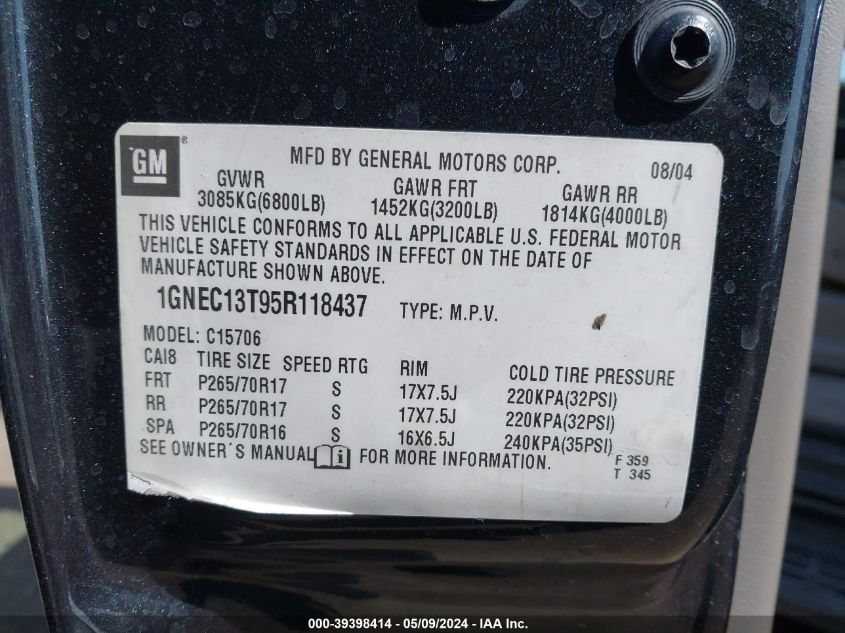 GM® MFD BY GENERAL MOTORS CORP. 08/04
GVWR GAWR FRT GAWR RR
3085KG(6800LB) 1452KG(3200LB) 1814KG(4000LB)
THIS VEHICLE CONFORMS TO ALL APPLICABLE U.S. FEDERAL MOTOR
VEHICLE SAFETY STANDARDS IN EFFECT ON THE DATE OF
MANUFACTURE SHOWN ABOVE.
1GNEC13T95R118437 TYPE: M.P.V.
MODEL: C15706
CAI8 TIRE SIZE SPEED RTG RIM COLD TIRE PRESSURE
FRT P265/70R17 S 17X7.5J 220KPA(32PSI)
RR P265/70R17 S 17X7.5J 220KPA(32PSI)
SPA P265/70R16 S 16X6.5J 240KPA(35PSI)
SEE OWNER'S MANUAL i FOR MORE INFORMATION. F 359
T 345
000-39398414 - 05/09/2024 - IAA Inc.